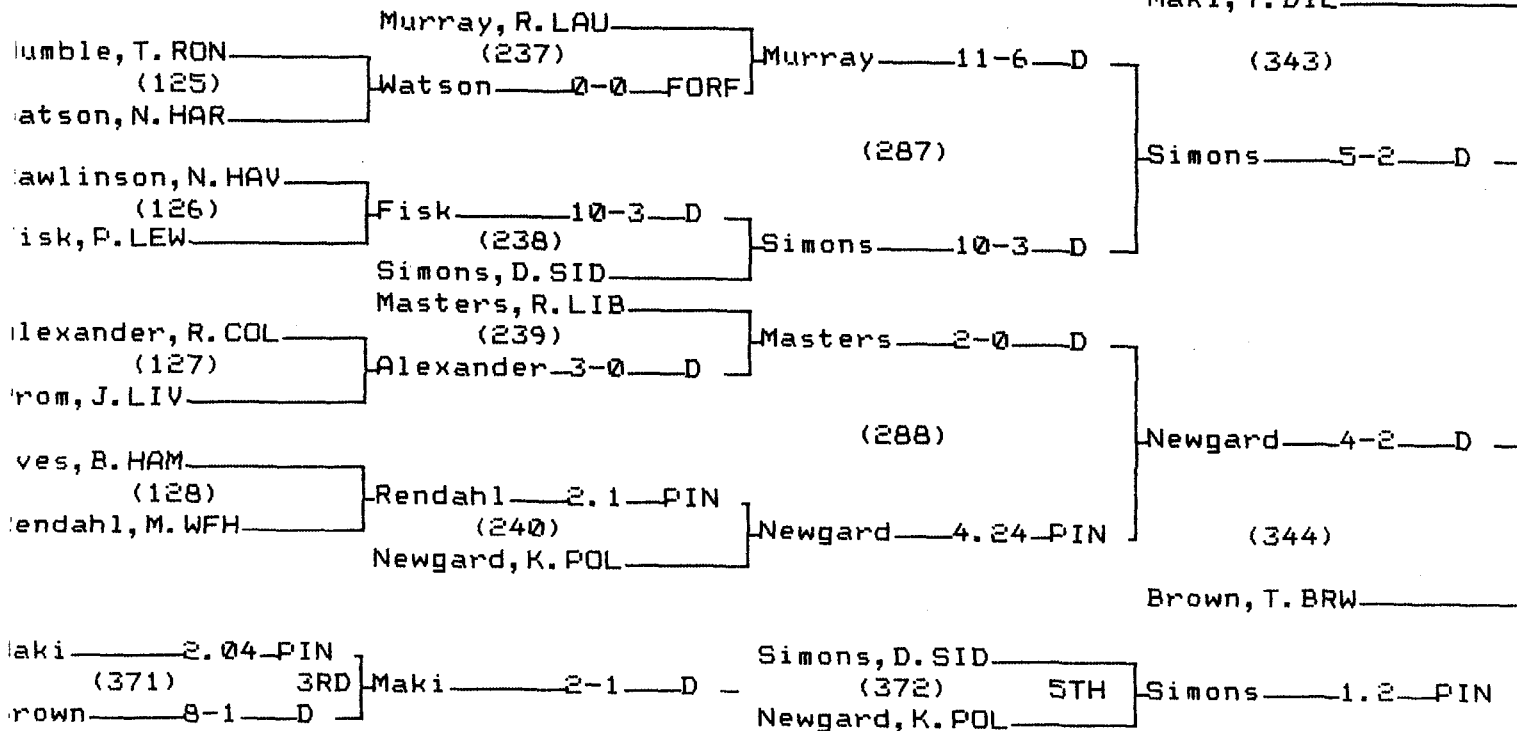 Maki, T. DIL
Murray, R. LAU
umble, T. RON (237) Murray 11-6 D (343)
(125) Watson 0-0 FORF
atson, N. HAR
(287) Simons 5-2 D
awlinson, N. HAV
(126) Fisk 10-3 D
isk, P. LEW (238) Simons 10-3 D
Simons, D. SID
Masters, R. LIB
lexander, R. COL (239) Masters 2-0 D
(127) Alexander 3-0 D
rom, J. LIV
(288) Newgard 4-2 D
ves, B. HAM
(128) Rendahl 2.1 PIN
endahl, M. WFH (240) Newgard 4.24 PIN (344)
Newgard, K. POL
Brown, T. BRW
aki 2.04 PIN Simons, D. SID
(371) 3RD Maki 2-1 D (372) 5TH Simons 1.2 PIN
rown 8-1 D Newgard, K. POL